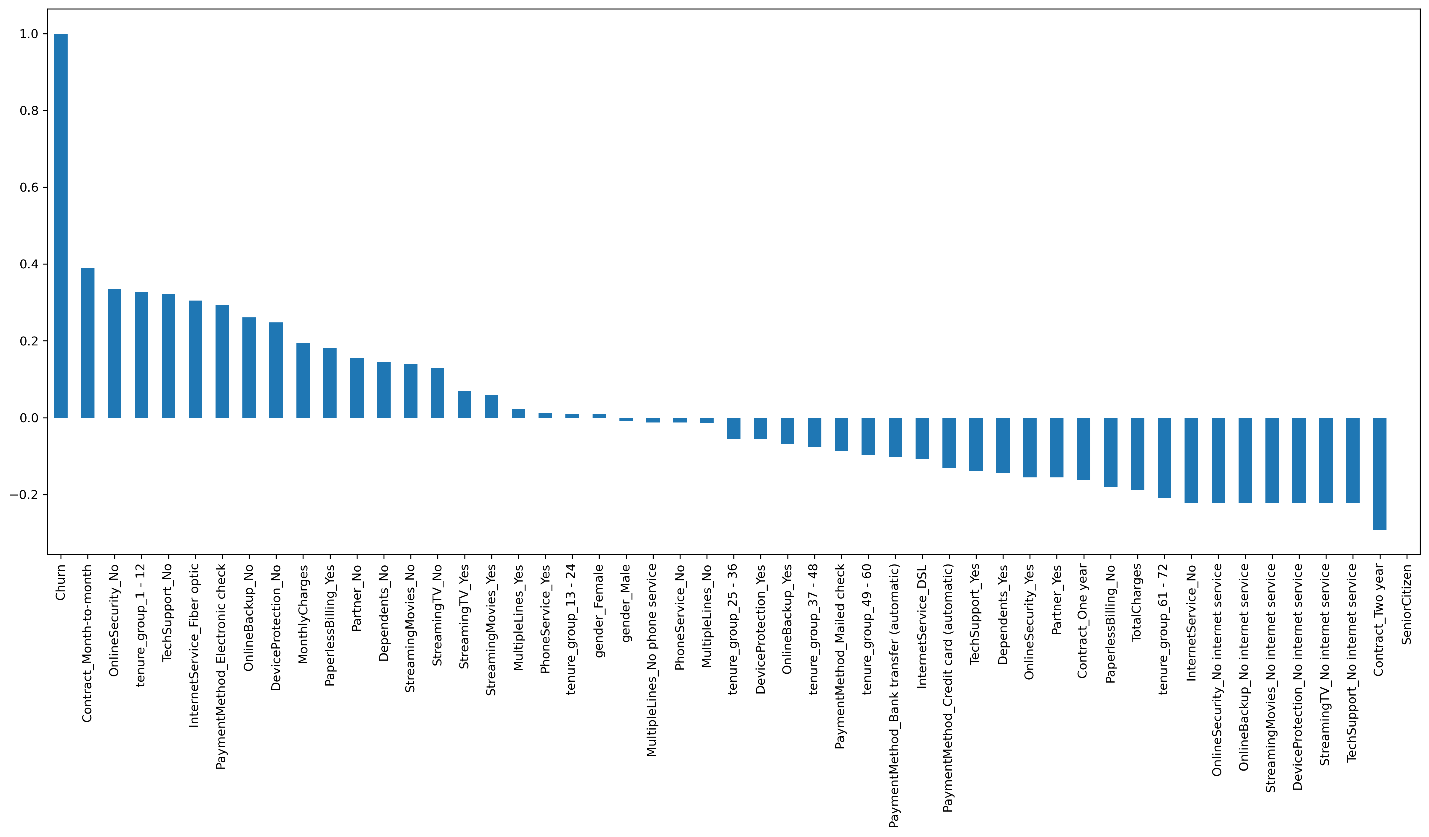 1.0
0.8
0.6
0.4
0.2
0.0
−0.2
Churn
Contract_Month-to-month
OnlineSecurity_No
tenure_group_1 - 12
TechSupport_No
InternetService_Fiber optic
PaymentMethod_Electronic check
OnlineBackup_No
DeviceProtection_No
MonthlyCharges
PaperlessBilling_Yes
Partner_No
Dependents_No
StreamingMovies_No
StreamingTV_No
StreamingTV_Yes
StreamingMovies_Yes
MultipleLines_Yes
PhoneService_Yes
tenure_group_13 - 24
gender_Female
gender_Male
MultipleLines_No phone service
PhoneService_No
MultipleLines_No
tenure_group_25 - 36
DeviceProtection_Yes
OnlineBackup_Yes
tenure_group_37 - 48
PaymentMethod_Mailed check
tenure_group_49 - 60
PaymentMethod_Bank transfer (automatic)
InternetService_DSL
PaymentMethod_Credit card (automatic)
TechSupport_Yes
Dependents_Yes
OnlineSecurity_Yes
Partner_Yes
Contract_One year
PaperlessBilling_No
TotalCharges
tenure_group_61 - 72
InternetService_No
OnlineSecurity_No internet service
OnlineBackup_No internet service
StreamingMovies_No internet service
DeviceProtection_No internet service
StreamingTV_No internet service
TechSupport_No internet service
Contract_Two year
SeniorCitizen